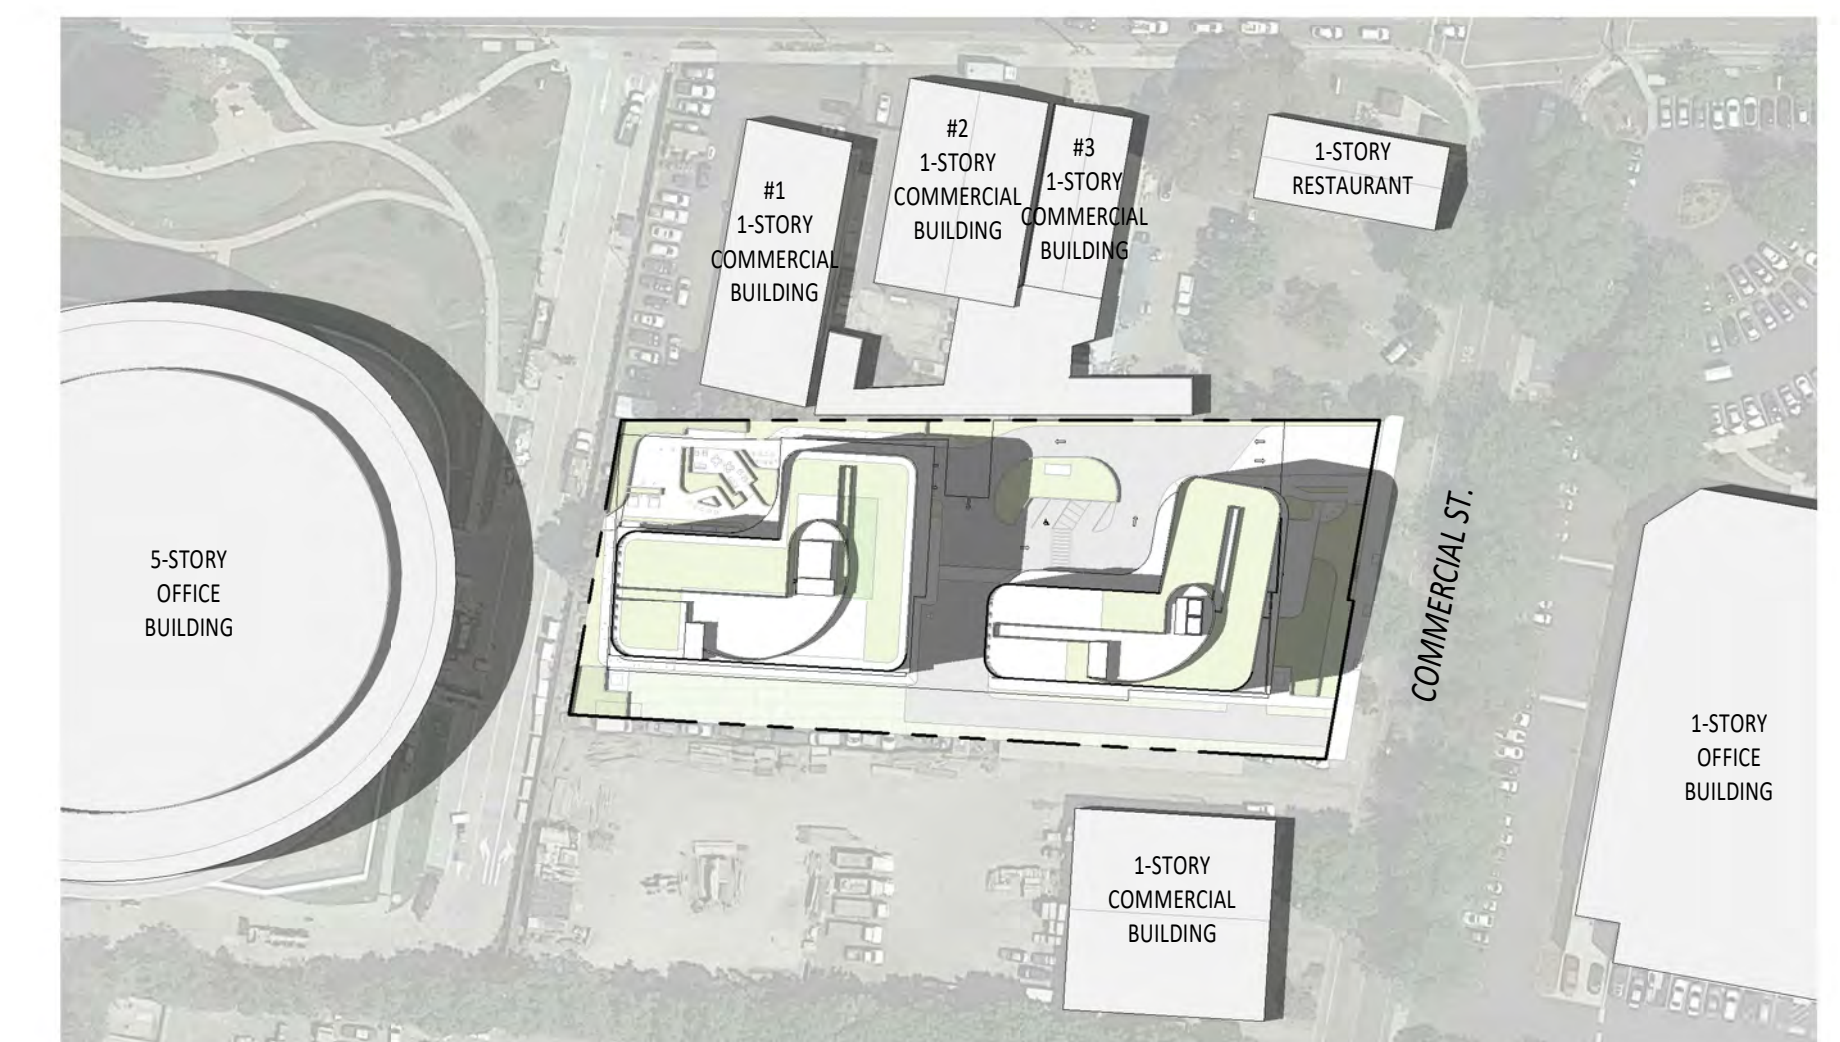 #1
1-STORY
COMMERCIAL
BUILDING
#2
1-STORY
COMMERCIAL
BUILDING
#3
1-STORY
COMMERCIAL
BUILDING
1-STORY
RESTAURANT
5-STORY
OFFICE
BUILDING
COMMERCIAL ST.
1-STORY
OFFICE
BUILDING
1-STORY
COMMERCIAL
BUILDING